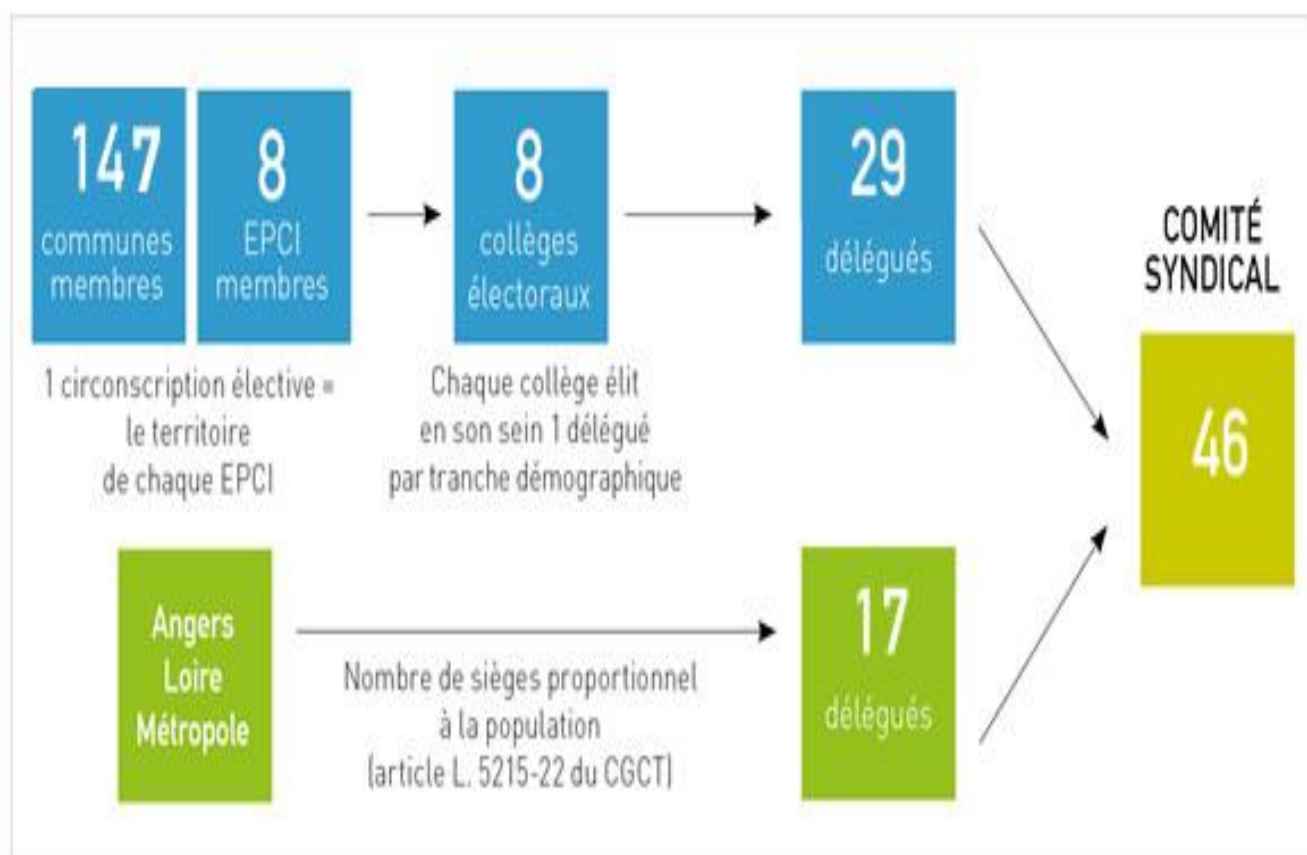 147
communes
membres
8
EPCI
membres
8
collèges
électoraux
29
délégués
COMITÉ
SYNDICAL
46
1 circonscription élective =
le territoire
de chaque EPCI
Chaque collège élit
en son sein 1 délégué
par tranche démographique
Angers
Loire
Métropole
Nombre de sièges proportionnel
à la population
(article L. 5215-22 du CGCT)
17
délégués